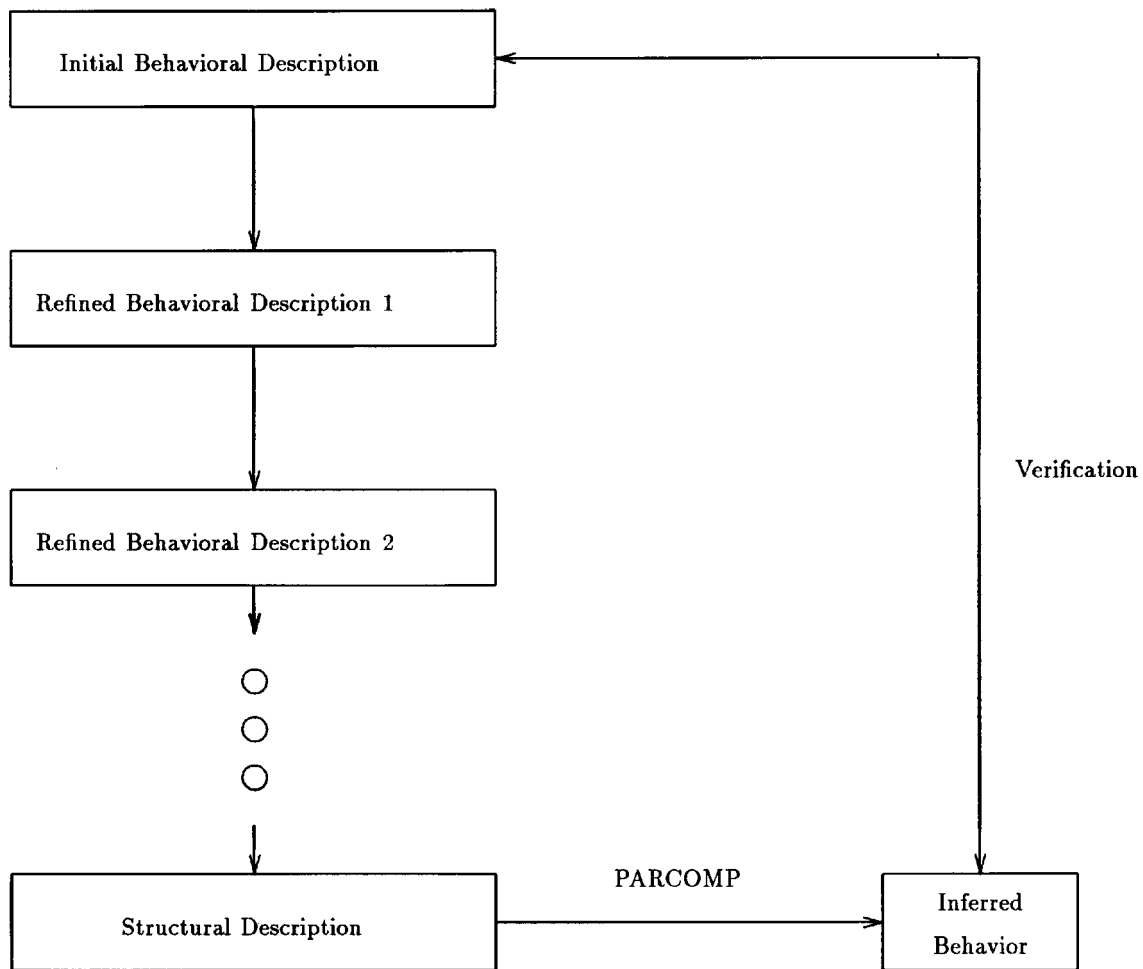 Initial Behavioral Description
Refined Behavioral Description 1
Verification
Refined Behavioral Description 2
PARCOMP
Structural Description
Inferred
Behavior